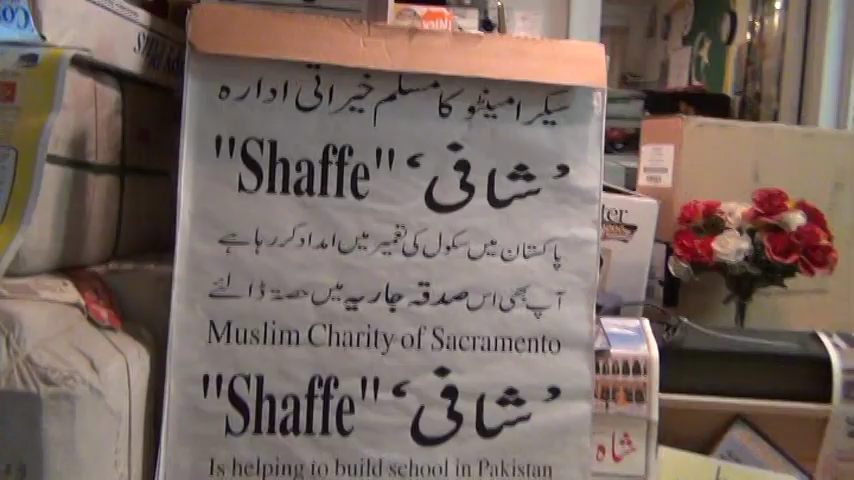 سیکرامینٹو کا مسلم خیراتی ادارہ
"Shaffe" ‘شافی’
پاکستان میں سکول کی تعمیر میں امداد کر رہا ہے
آپ بھی اس صدقہ جاریہ میں حصہ ڈالئے
Muslim Charity of Sacramento
"Shaffe" ‘شافی’
Is helping to build school in Pakistan
شاہ